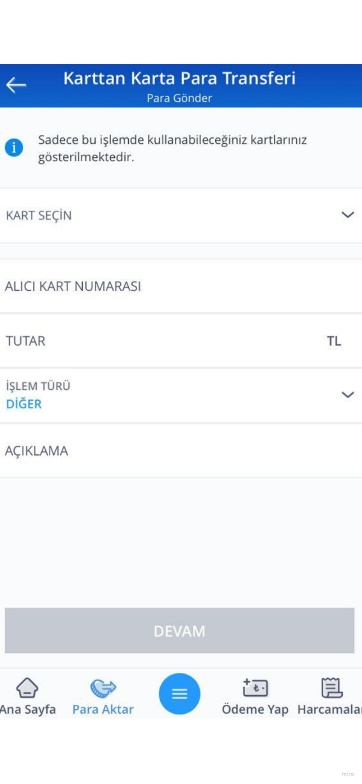 Karttan Karta Para Transferi
Para Gönder
Sadece bu işlemde kullanabileceğiniz kartlarınız
gösterilmektedir.
KART SEÇİN
ALICI KART NUMARASI
TUTAR TL
İŞLEM TÜRÜ
DİĞER
AÇIKLAMA
DEVAM
Ana Sayfa Para Aktar Ödeme Yap Harcamalar